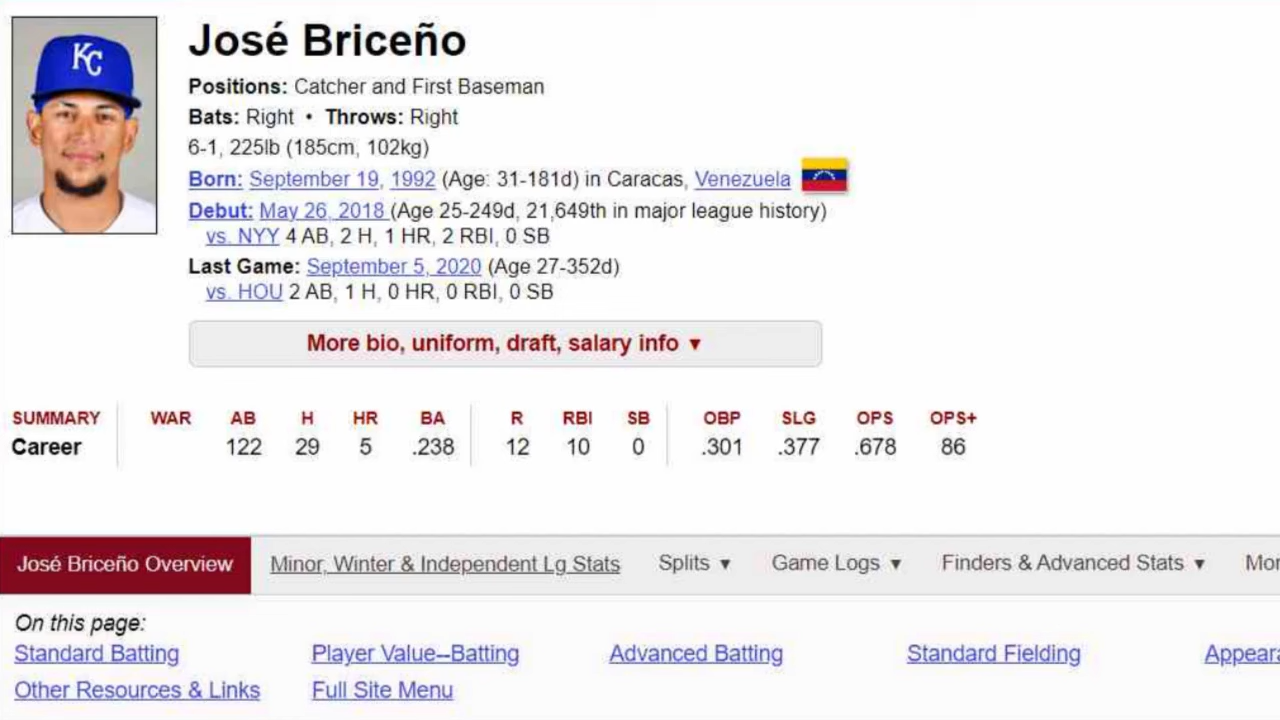 KC
José Briceño
Positions: Catcher and First Baseman
Bats: Right • Throws: Right
6-1, 225lb (185cm, 102kg)
Born: September 19, 1992 (Age: 31-181d) in Caracas, Venezuela
Debut: May 26, 2018 (Age 25-249d, 21,649th in major league history)
vs. NYY 4 AB, 2 H, 1 HR, 2 RBI, 0 SB
Last Game: September 5, 2020 (Age 27-352d)
vs. HOU 2 AB, 1 H, 0 HR, 0 RBI, 0 SB
More bio, uniform, draft, salary info ▼
SUMMARY WAR AB H HR BA R RBI SB OBP SLG OPS OPS+
Career 122 29 5 .238 12 10 0 .301 .377 .678 86
José Briceño Overview Minor, Winter & Independent Lg Stats Splits ▼ Game Logs ▼ Finders & Advanced Stats ▼ Mor
On this page:
Standard Batting Player Value--Batting Advanced Batting Standard Fielding Appeara
Other Resources & Links Full Site Menu